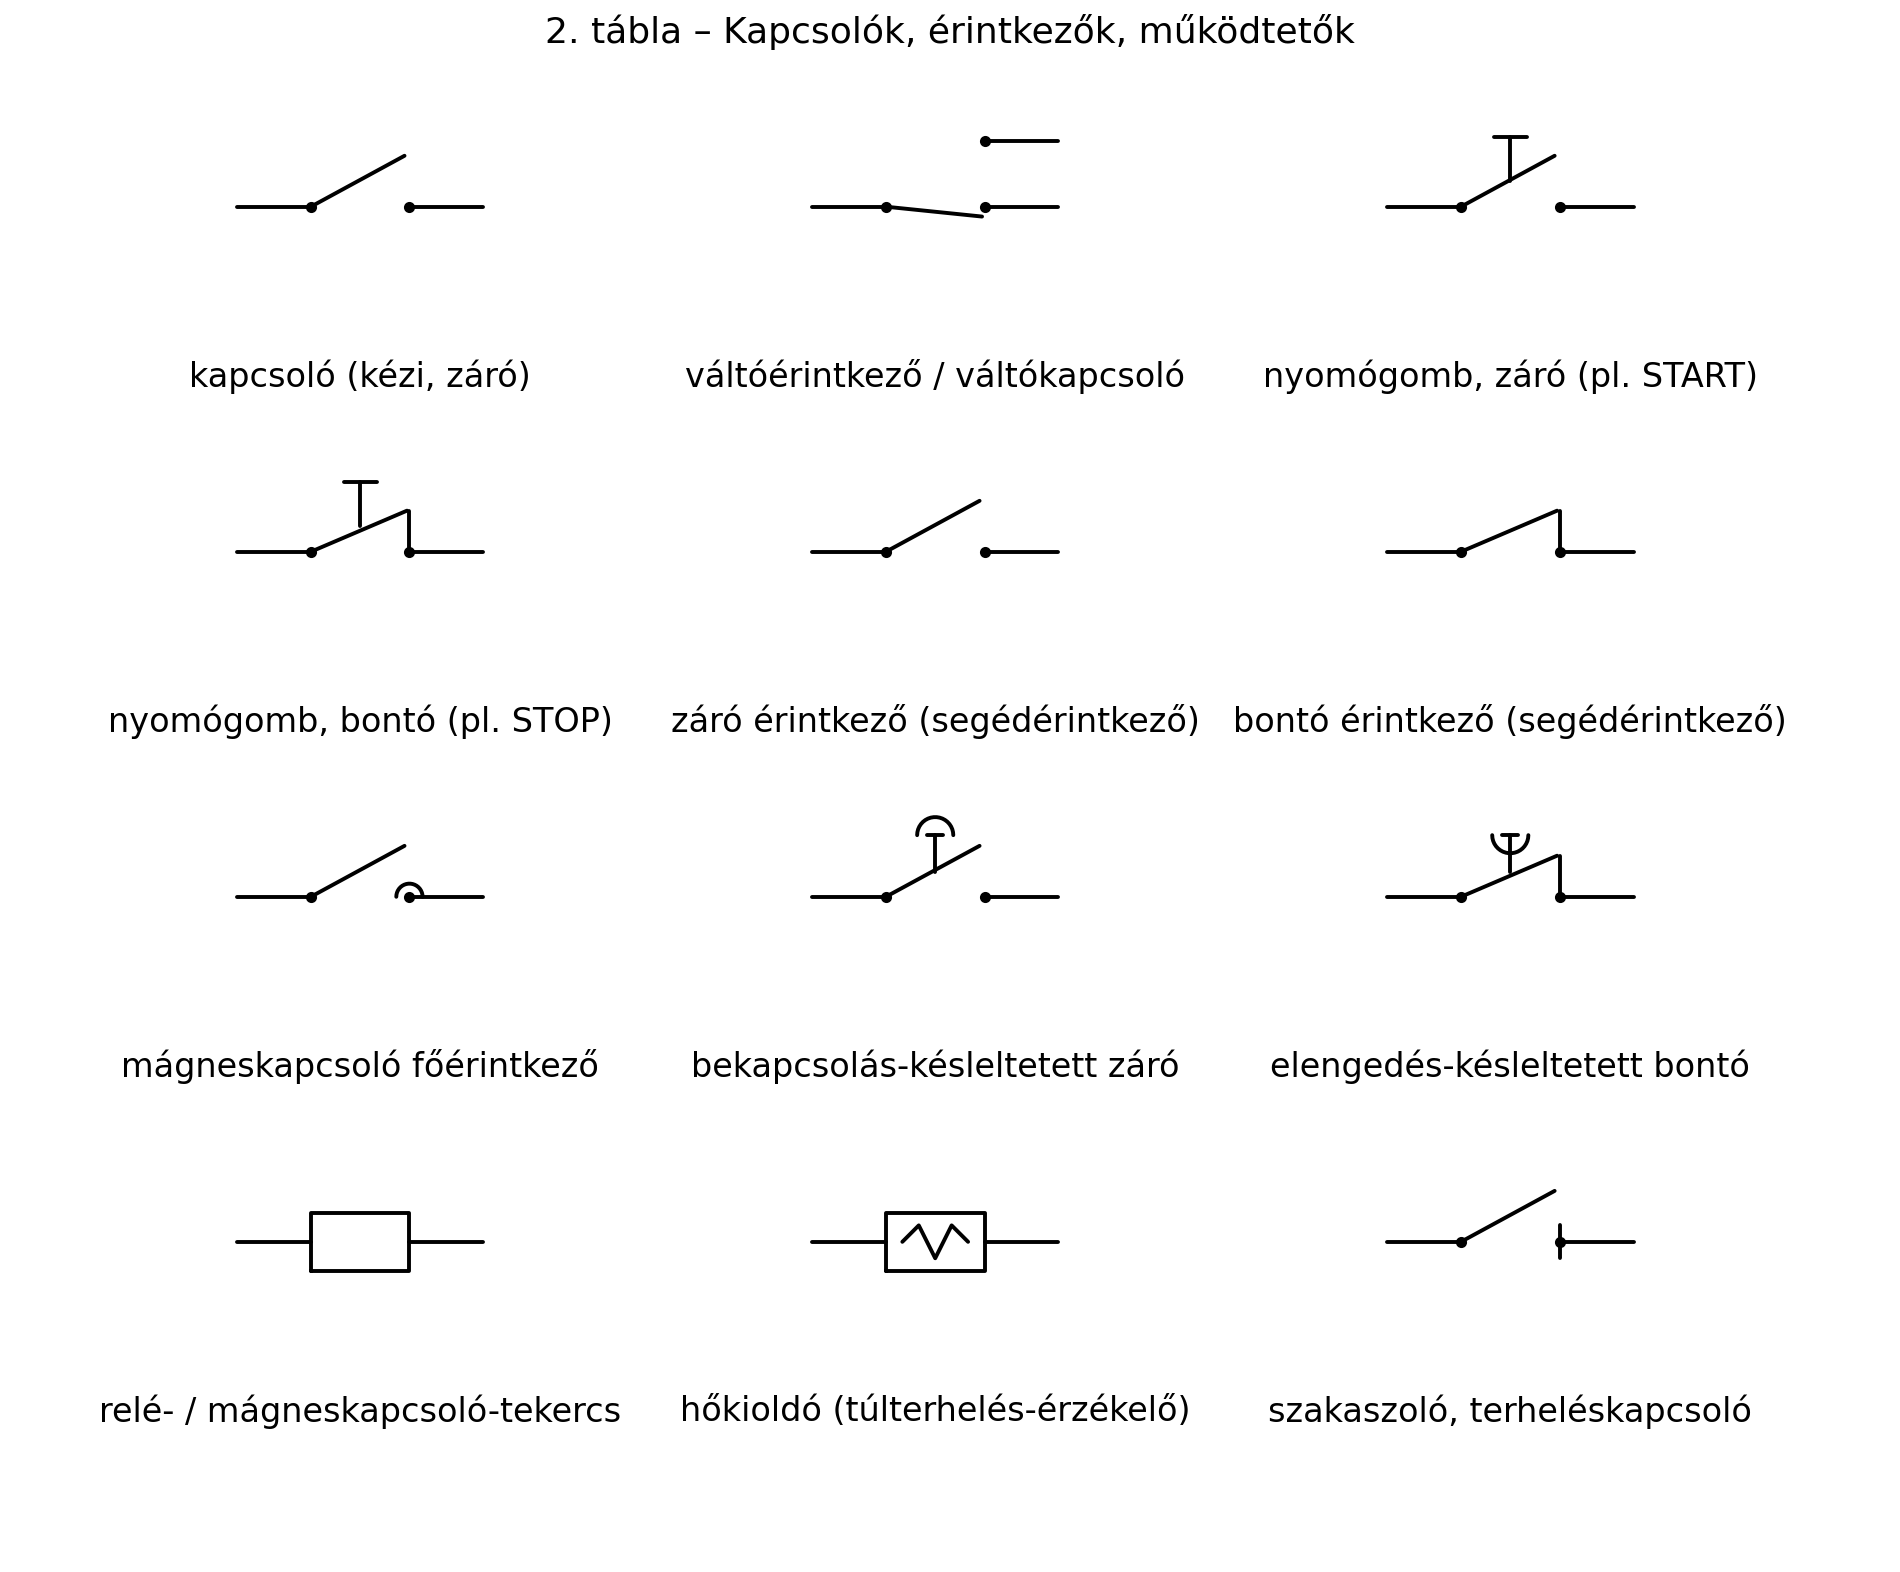 2. tábla – Kapcsolók, érintkezők, működtetők
kapcsoló (kézi, záró)
váltóérintkező / váltókapcsoló
nyomógomb, záró (pl. START)
nyomógomb, bontó (pl. STOP)
záró érintkező (segédérintkező)
bontó érintkező (segédérintkező)
mágneskapcsoló főérintkező
bekapcsolás-késleltetett záró
elengedés-késleltetett bontó
relé- / mágneskapcsoló-tekercs
hőkioldó (túlterhelés-érzékelő)
szakaszoló, terheléskapcsoló